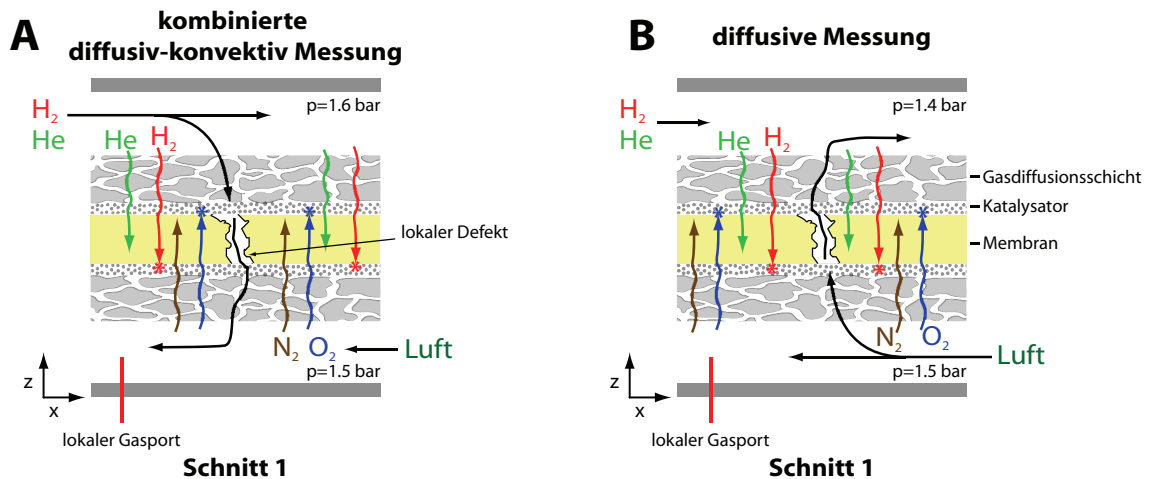 A
kombinierte
diffusiv-konvektiv Messung
p=1.6 bar
H2
He
He
H2
lokaler Defekt
N2
O2
Luft
p=1.5 bar
z
x
lokaler Gasport
Schnitt 1
B
diffusive Messung
p=1.4 bar
H2
He
He
H2
Gasdiffusionsschicht
Katalysator
Membran
N2
O2
Luft
p=1.5 bar
z
x
lokaler Gasport
Schnitt 1